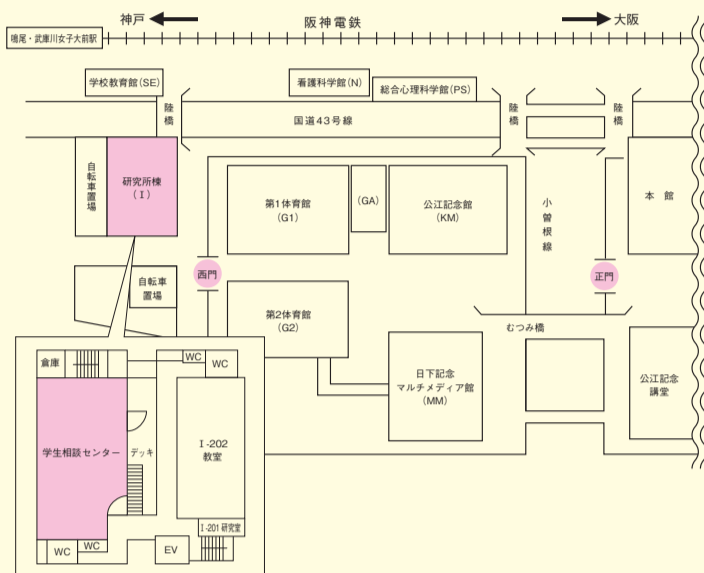 神戸
阪神電鉄
大阪
鳴尾・武庫川女子大前駅
学校教育館(SE)
看護科学館(N)
総合心理科学館(PS)
陸橋
国道43号線
陸橋
陸橋
自転車置場
研究所棟
(I)
第1体育館
(G1)
(GA)
公江記念館
(KM)
小曽根線
本 館
西門
正門
自転車
置場
第2体育館
(G2)
むつみ橋
日下記念
マルチメディア館
(MM)
公江記念
講堂
倉庫
WC
WC
学生相談センター
デッキ
I-202
教室
I-201 研究室
WC
WC
EV